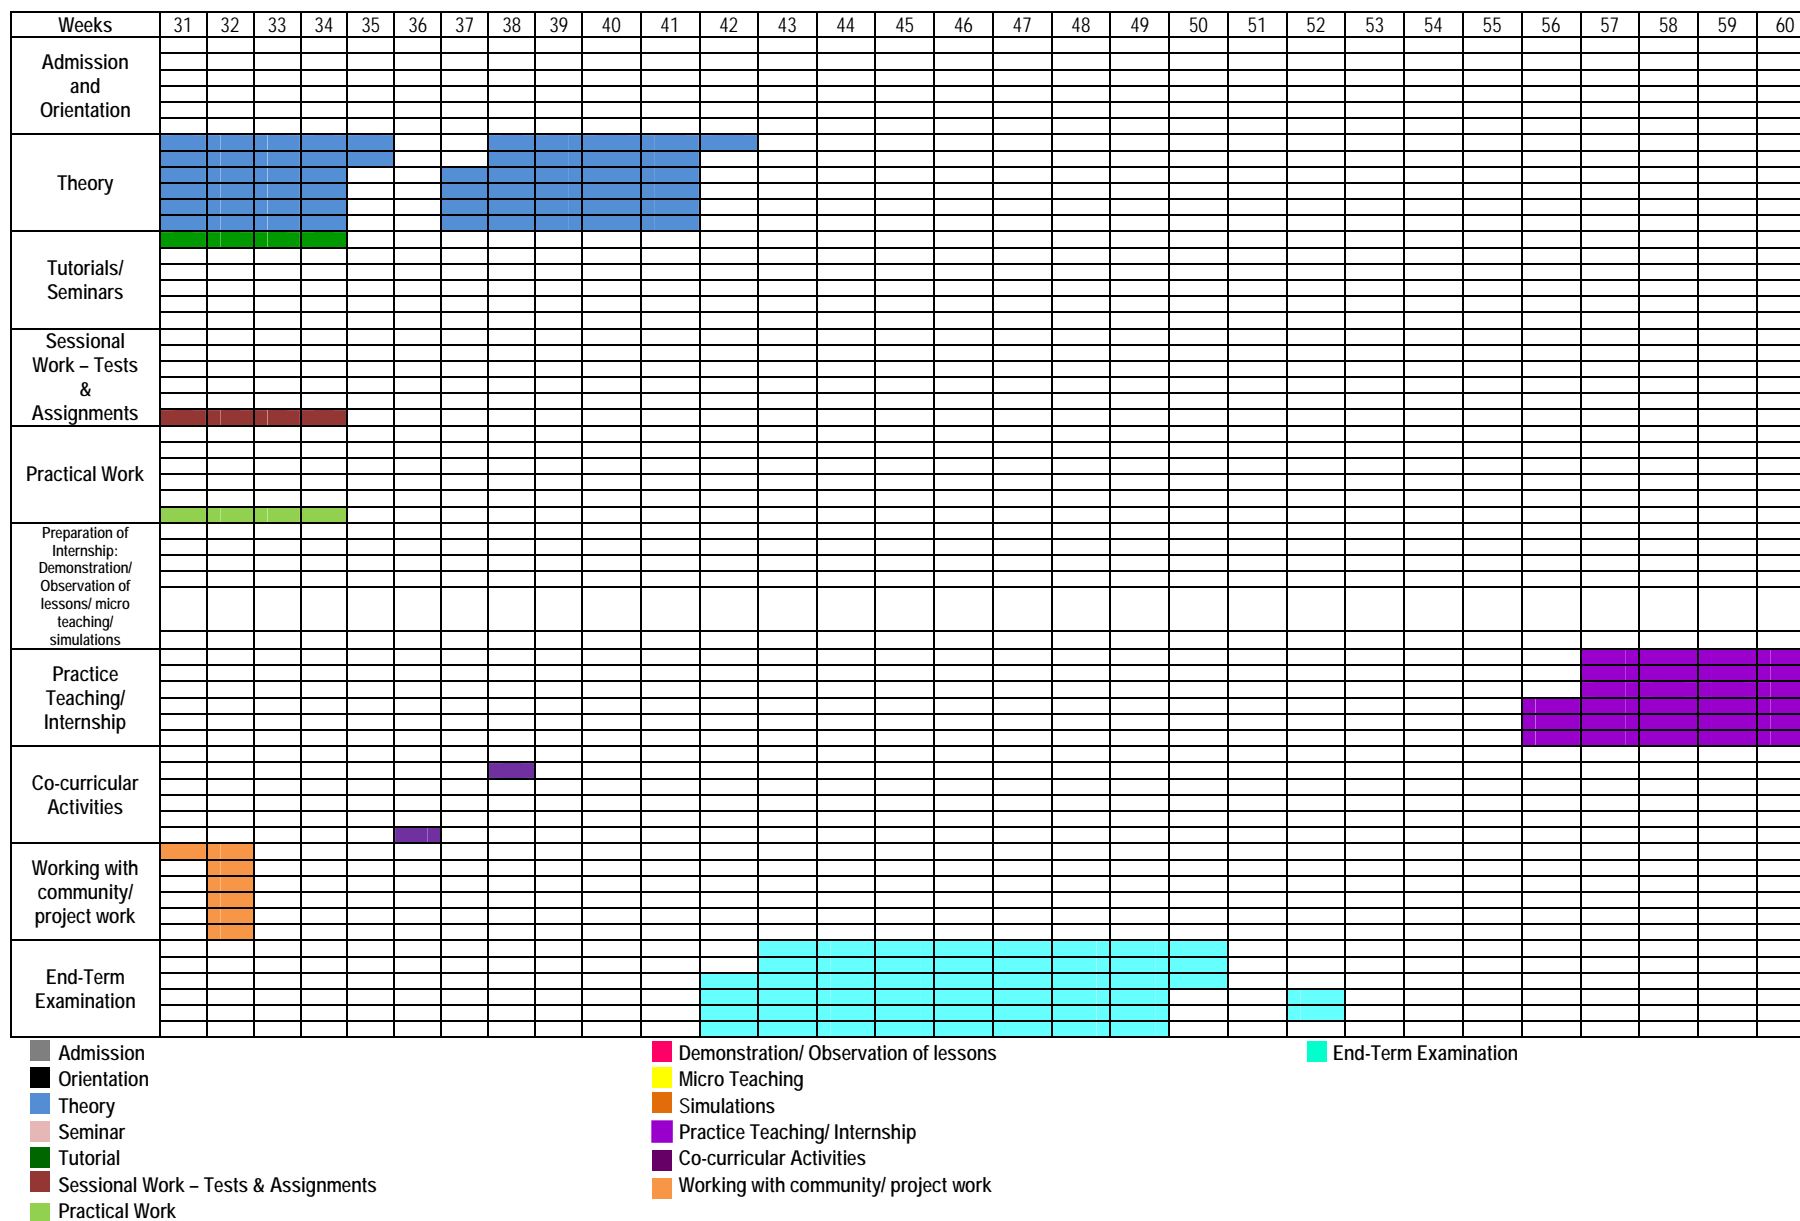 Weeks 31 32 33 34 35 36 37 38 39 40 41 42 43 44 45 46 47 48 49 50 51 52 53 54 55 56 57 58 59 60
Admission
and
Orientation
Theory
Tutorials/
Seminars
Sessional
Work – Tests
&
Assignments
Practical Work
Preparation of
Internship:
Demonstration/
Observation of
lessons/ micro
teaching/
simulations
Practice
Teaching/
Internship
Co-curricular
Activities
Working with
community/
project work
End-Term
Examination
Admission
Orientation
Theory
Seminar
Tutorial
Sessional Work – Tests & Assignments
Practical Work
Demonstration/ Observation of lessons
Micro Teaching
Simulations
Practice Teaching/ Internship
Co-curricular Activities
Working with community/ project work
End-Term Examination